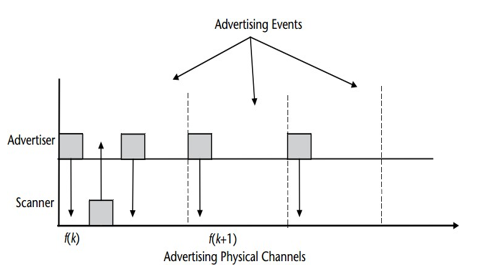 Advertising Events
Advertiser
Scanner
f(k)
f(k+1)
Advertising Physical Channels